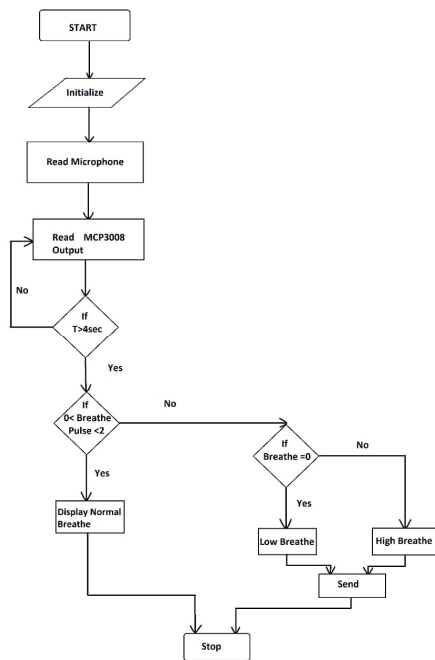 START
Initialize
Read Microphone
Read MCP3008
Output
No
If
T>4sec
Yes
If
0< Breathe
Pulse <2
No
Yes
If
Breathe =0
No
Yes
Display Normal
Breathe
Low Breathe
High Breathe
Send
Stop